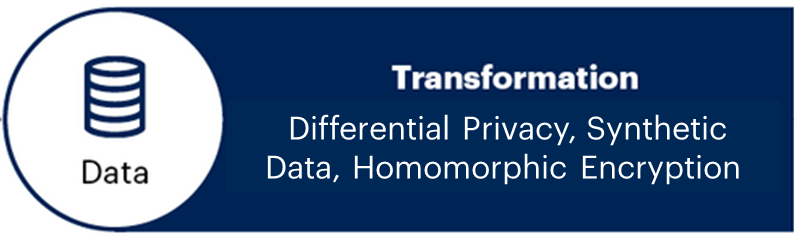 Data
Transformation
Differential Privacy, Synthetic
Data, Homomorphic Encryption